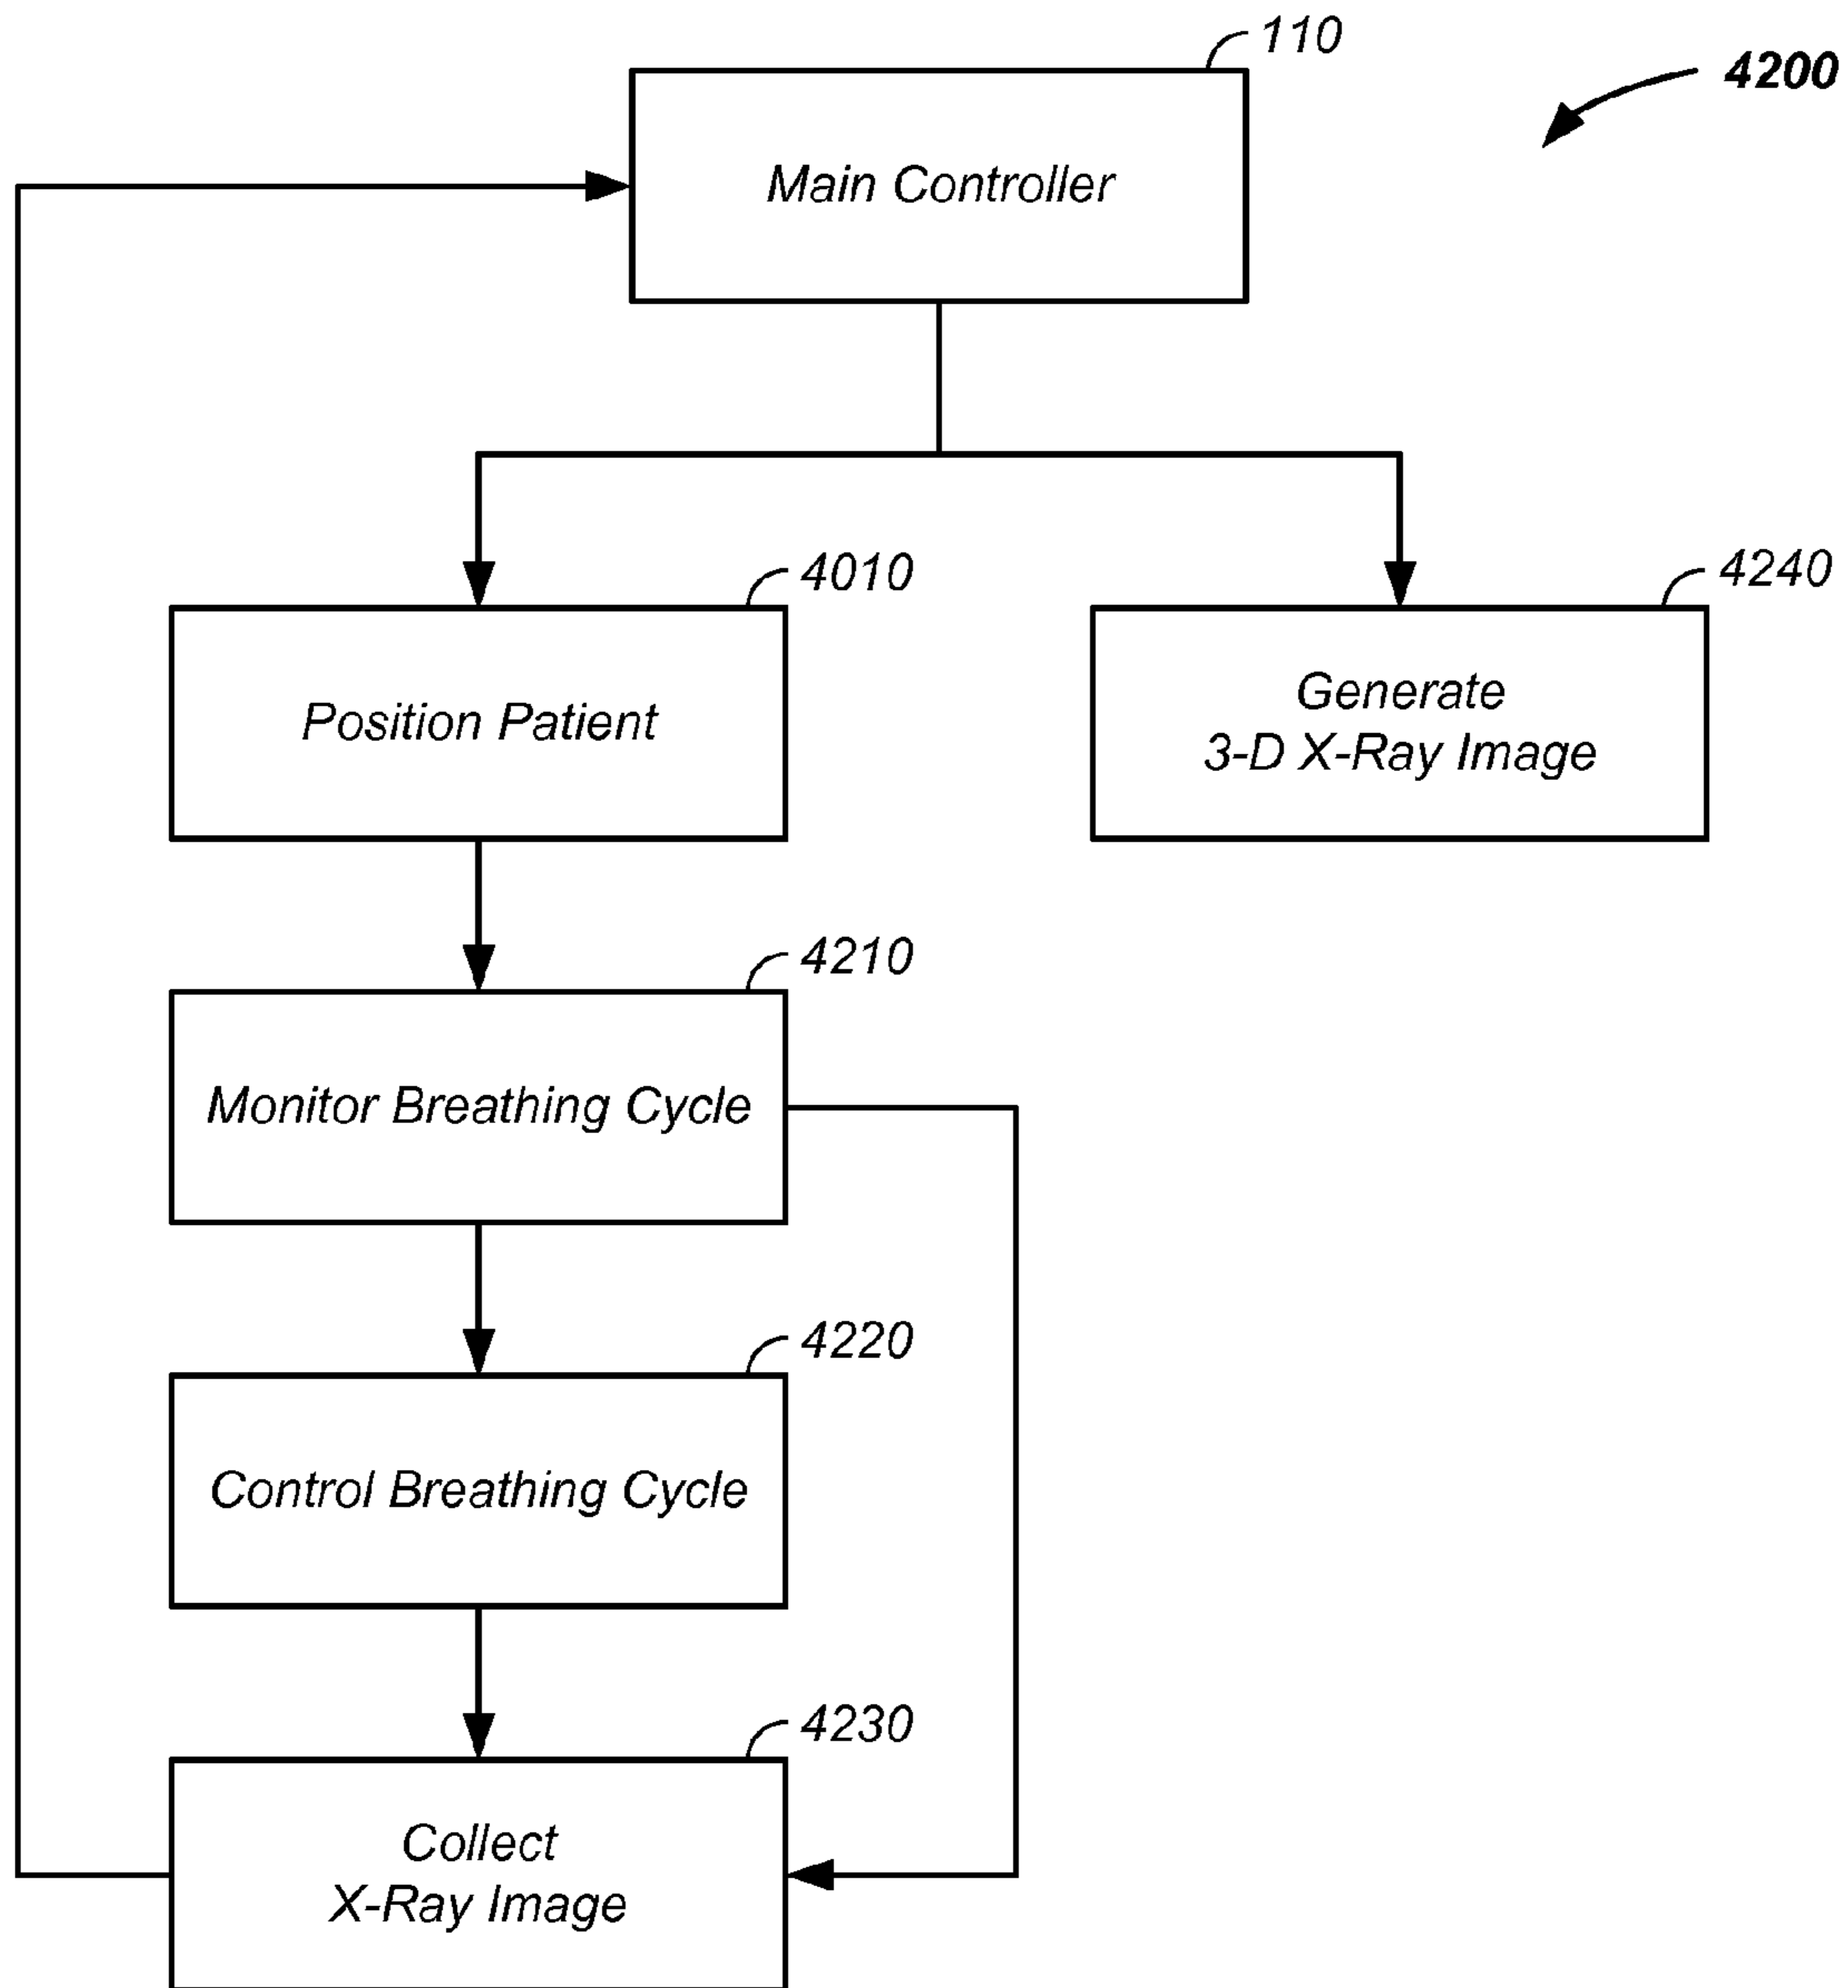 110
4200
Main Controller
4010
4240
Position Patient
Generate
3-D X-Ray Image
4210
Monitor Breathing Cycle
4220
Control Breathing Cycle
4230
Collect
X-Ray Image